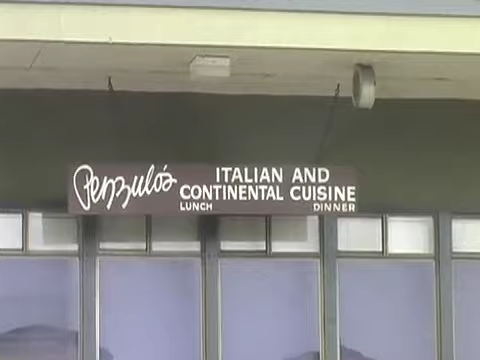 Penzulo's
ITALIAN AND
CONTINENTAL CUISINE
LUNCH DINNER